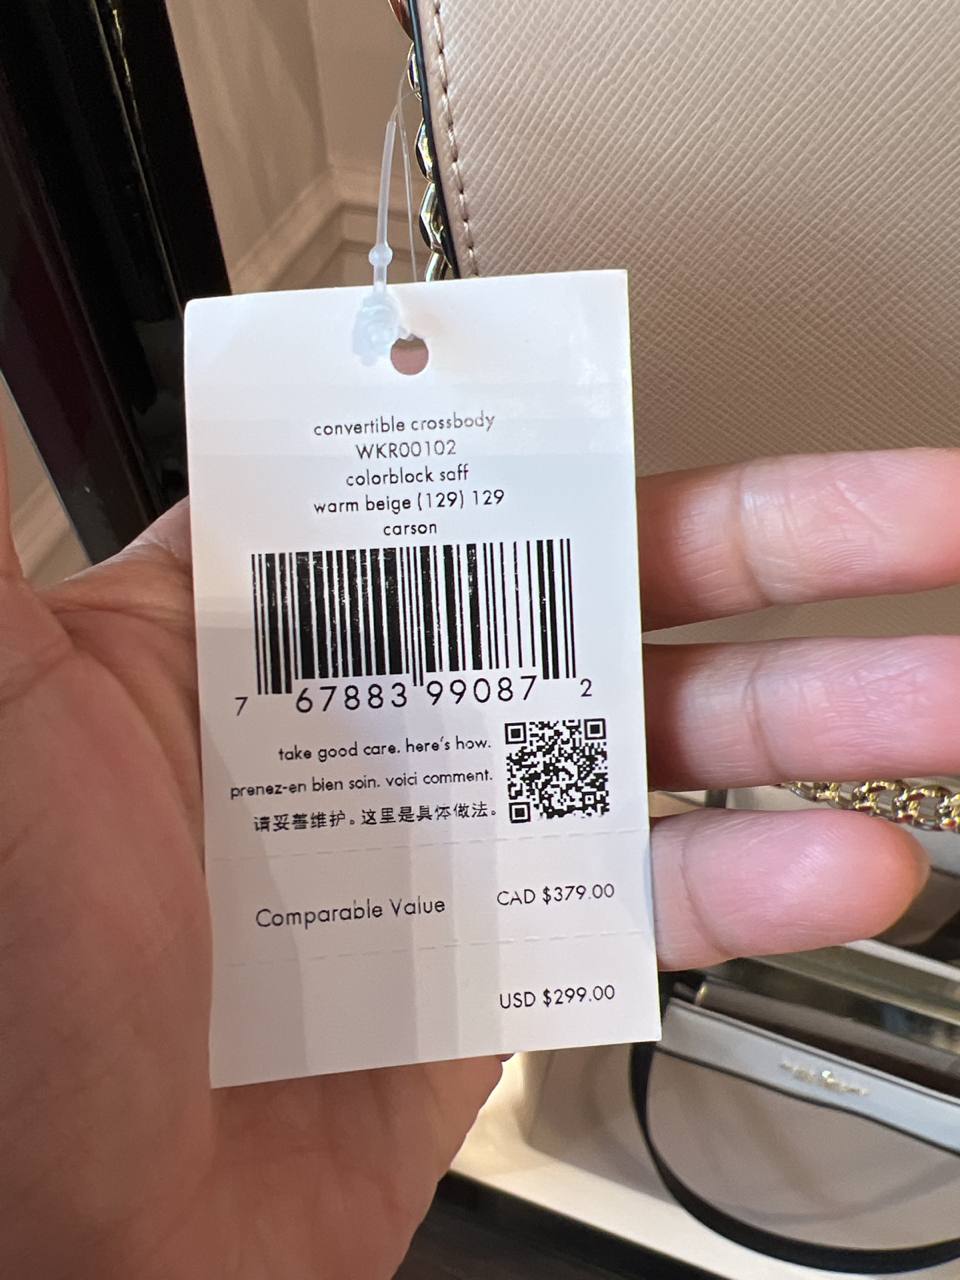 convertible crossbody
WKR00102
colorblock saff
warm beige (129) 129
carson
7 67883 99087 2
take good care. here's how.
prenez-en bien soin. voici comment.
请妥善维护。这里是具体做法。
Comparable Value CAD $379.00
USD $299.00